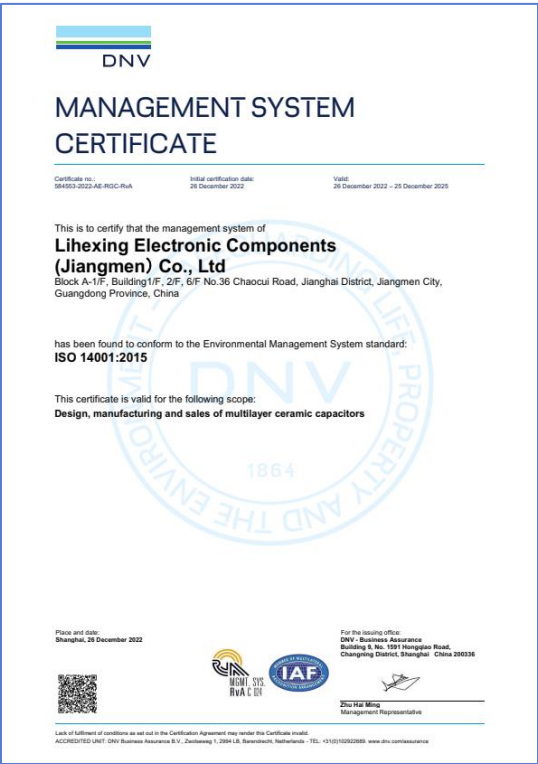 DNV
MANAGEMENT SYSTEM
CERTIFICATE
Certificate no.:
584553-2022-AE-RGC-RvA
Initial certification date:
26 December 2022
Valid:
26 December 2022 – 25 December 2025
This is to certify that the management system of
Lihexing Electronic Components
(Jiangmen) Co., Ltd
Block A-1/F, Building1/F, 2/F, 6/F No.36 Chaocui Road, Jianghai District, Jiangmen City,
Guangdong Province, China
has been found to conform to the Environmental Management System standard:
ISO 14001:2015
This certificate is valid for the following scope:
Design, manufacturing and sales of multilayer ceramic capacitors
DNV
1864
Place and date:
Shanghai, 26 December 2022
For the issuing office:
DNV - Business Assurance
Building 9, No. 1591 Hongqiao Road,
Changning District, Shanghai China 200336
MGMT. SYS.
RvA C 024
IAF
Zhu Hai Ming
Management Representative
Lack of fulfilment of conditions as set out in the Certification Agreement may render this Certificate invalid.
ACCREDITED UNIT: DNV Business Assurance B.V., Zwolseweg 1, 2994 LB, Barendrecht, Netherlands - TEL: +31(0)102922689. www.dnv.com/assurance